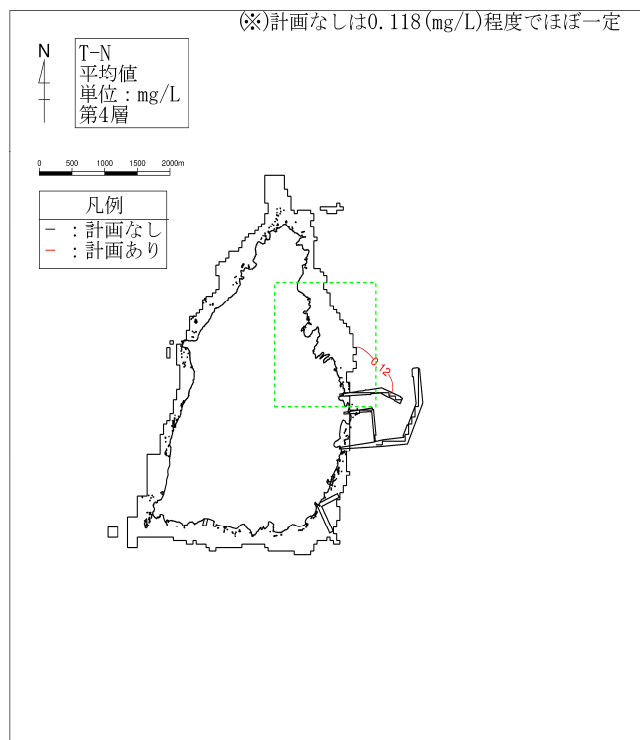 (※)計画なしは0.118(mg/L)程度でほぼ一定
N
T-N
平均値
単位：mg/L
第4層
0 500 1000 1500 2000m
凡例
− ：計画なし
− ：計画あり
0.12